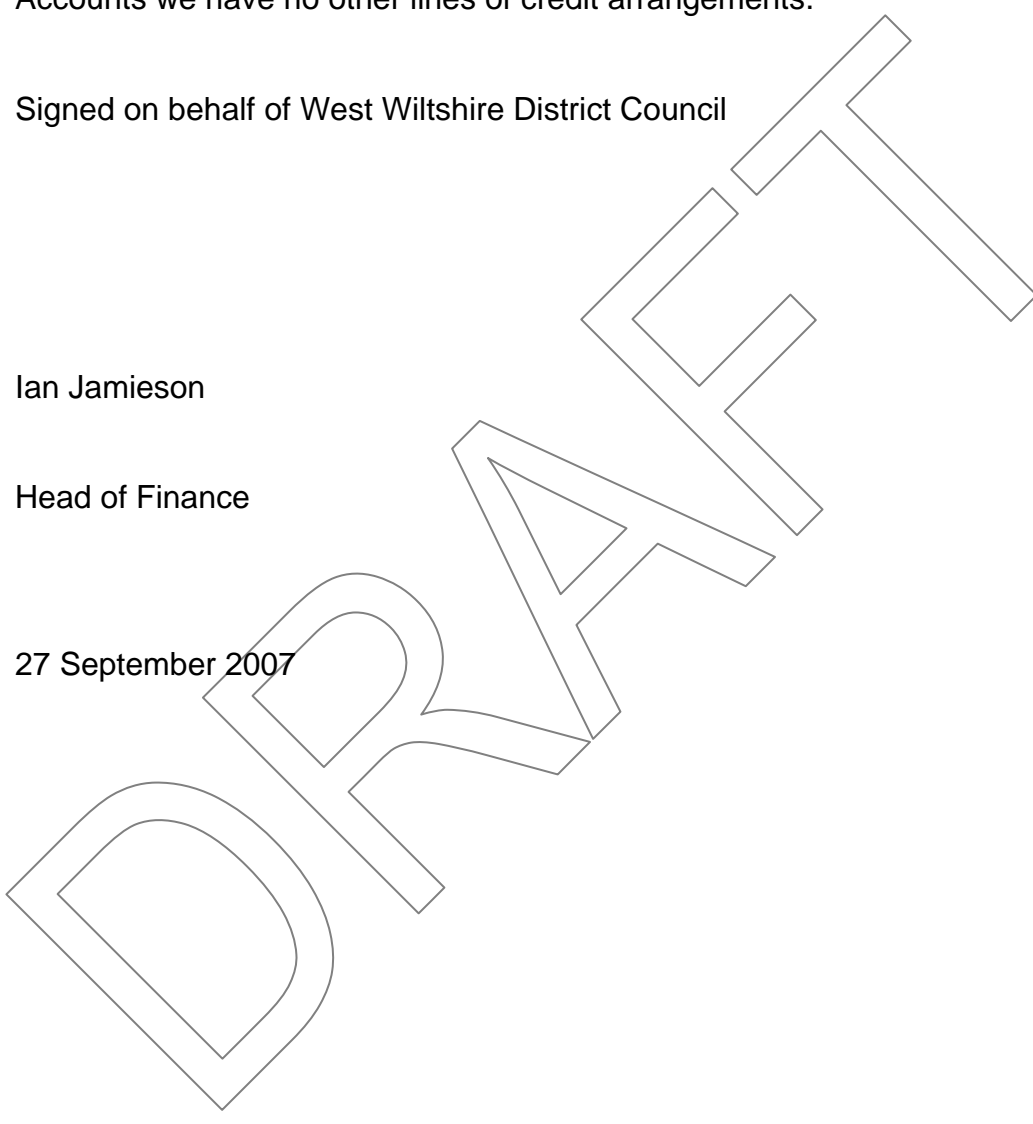 Accounts we have no other lines of credit arrangements.
Signed on behalf of West Wiltshire District Council
Ian Jamieson
Head of Finance
27 September 2007
DRAFT